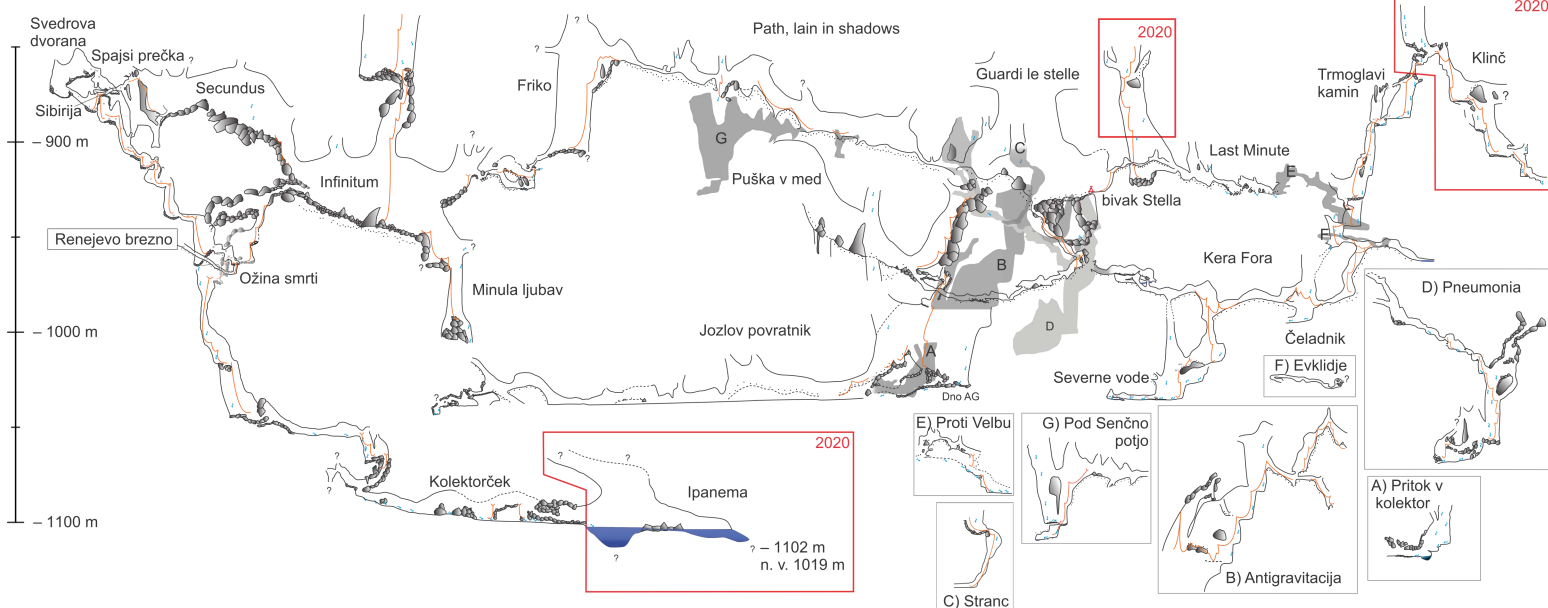 Svedrova
dvorana
Spajsi prečka
?
Sibirija
Secundus
– 900 m
Infinitum
Renejevo brezno
Ožina smrti
?
– 1000 m
Minula ljubav
?
?
Friko
?
?
Path, lain in shadows
G
Puška v med
Jozlov povratnik
A
Dno AG
B
C
D
Guardi le stelle
2020
bivak Stella
Last Minute
E
F
Trmoglavi
kamin
Klinč
?
2020
Kera Fora
Čeladnik
Severne vode
?
?
Kolektorček
– 1100 m
2020
?
?
Ipanema
?
?
– 1102 m
n. v. 1019 m
E) Proti Velbu
C) Stranc
G) Pod Senčno
potjo
B) Antigravitacija
F) Evklidje
?
D) Pneumonia
A) Pritok v
kolektor